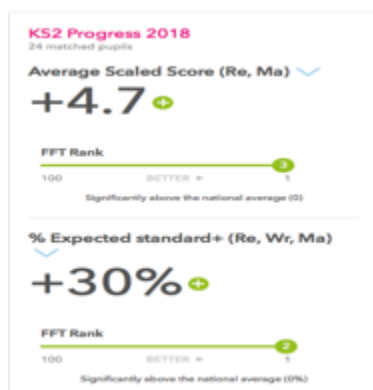 KS2 Progress 2018
24 matched pupils
Average Scaled Score (Re, Ma)
+4.7
FFT Rank
3
100 BETTER 1
Significantly above the national average (0)
% Expected standard+ (Re, Wr, Ma)
+30%
FFT Rank
2
100 BETTER 1
Significantly above the national average (0%)